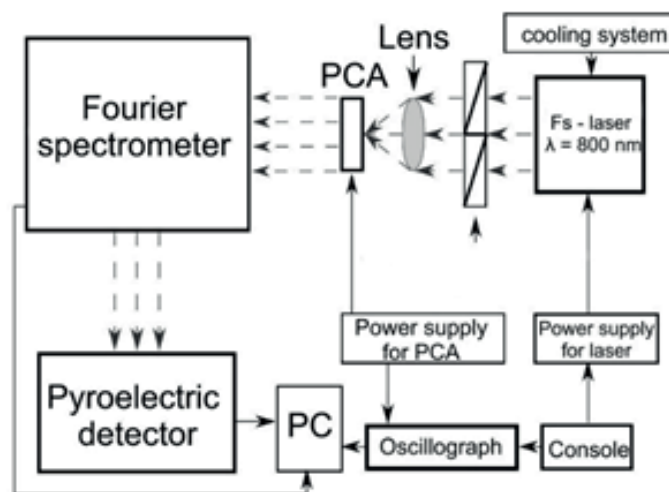 cooling system
Lens
PCA
Fourier
spectrometer
Fs - laser
λ = 800 nm
Power supply
for PCA
Power supply
for laser
Pyroelectric
detector
PC
Oscillograph
Console